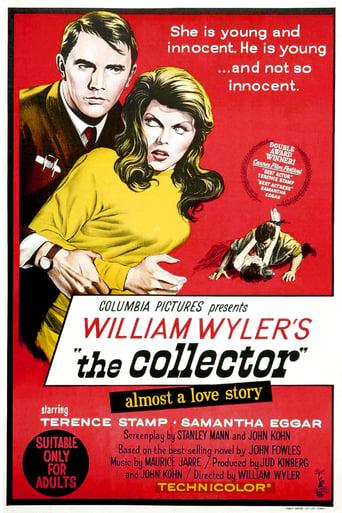 She is young and
innocent. He is young
...and not so
innocent.
DOUBLE
AWARD
WINNER!
Cannes Film Festival
"BEST ACTOR"
TERENCE STAMP
"BEST ACTRESS"
SAMANTHA
EGGAR
COLUMBIA PICTURES presents
WILLIAM WYLER'S
"the collector"
almost a love story
starring
TERENCE STAMP · SAMANTHA EGGAR
Screenplay by STANLEY MANN and JOHN KOHN
Based on the best-selling novel by JOHN FOWLES
Music by MAURICE JARRE / Produced by JUD KINBERG
and JOHN KOHN / Directed by WILLIAM WYLER
TECHNICOLOR®
SUITABLE
ONLY FOR
ADULTS